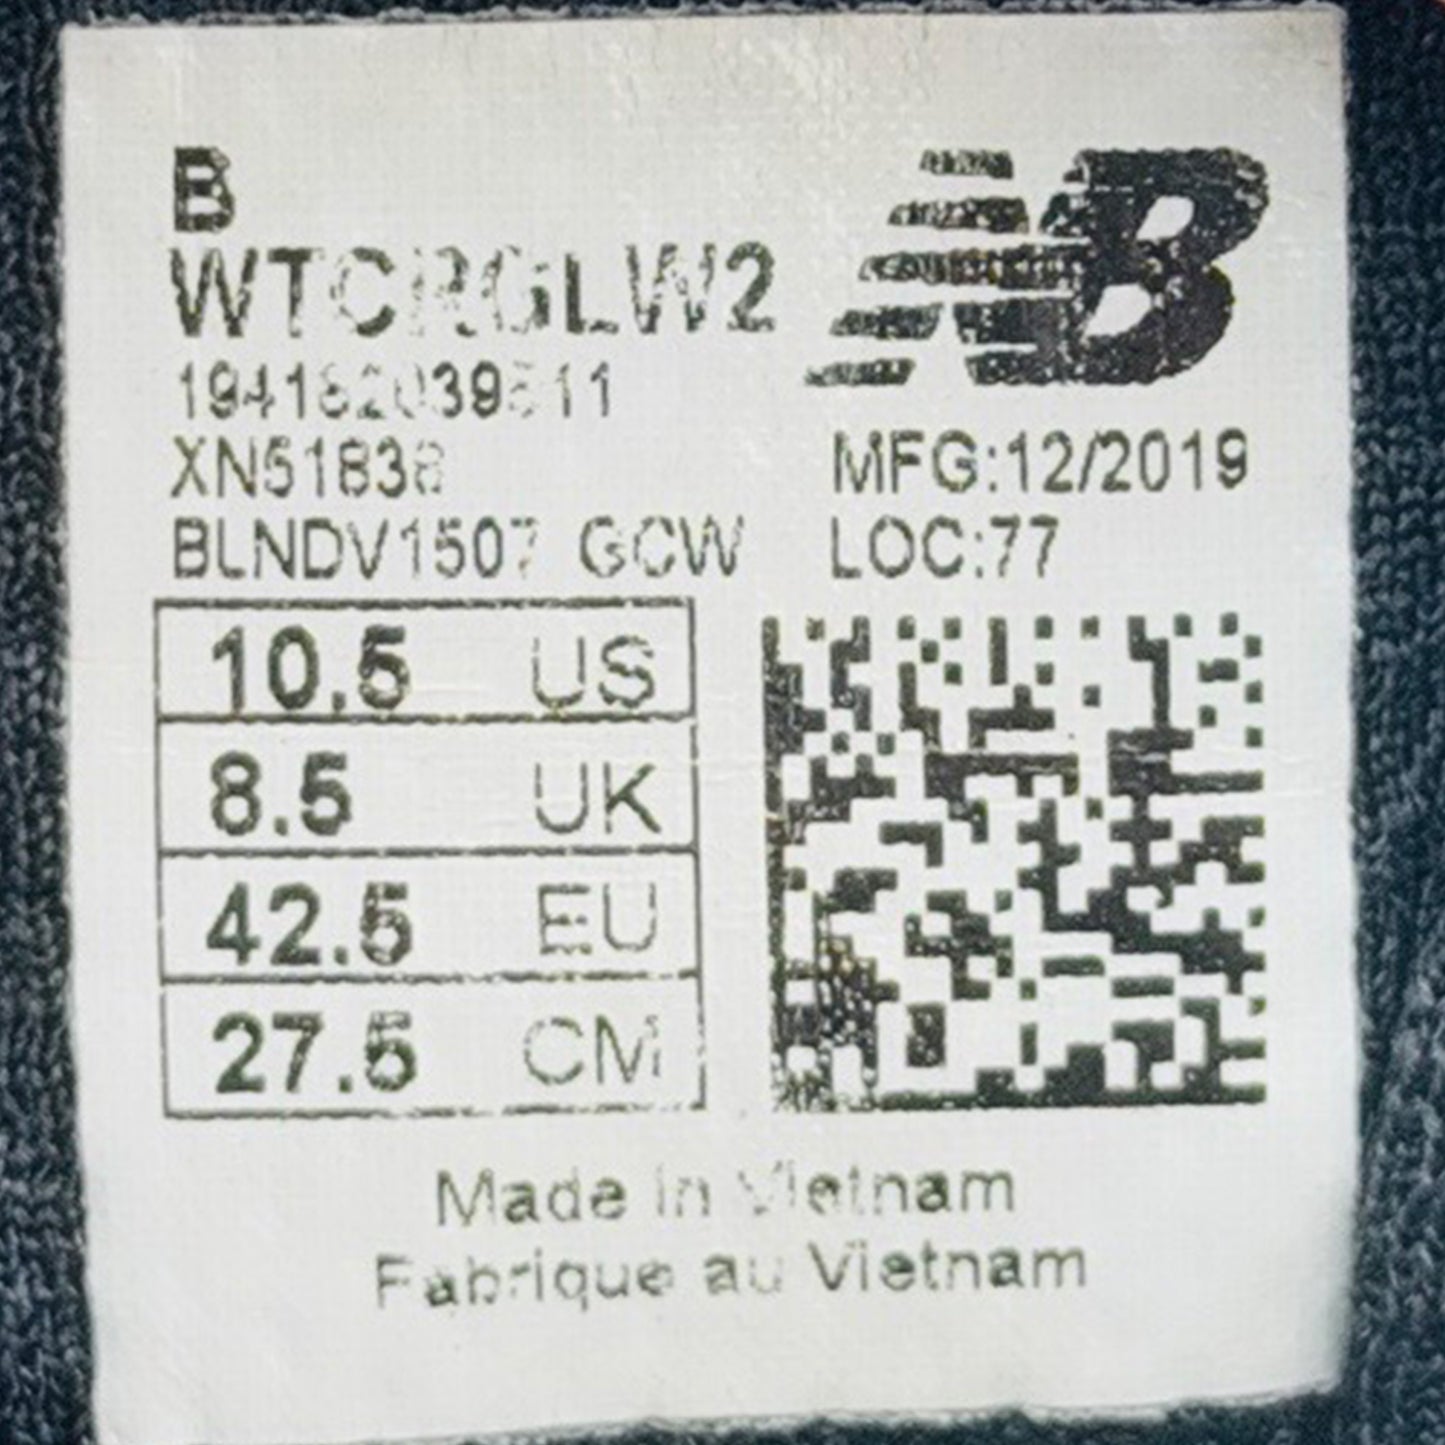 B
WTCRGLW2
MFG:12/2019
BLNDV1507 GCW
LOC:77
10.5 US
8.5 UK
42.5 EU
27.5 CM
Made in Vietnam
Fabrique au Vietnam